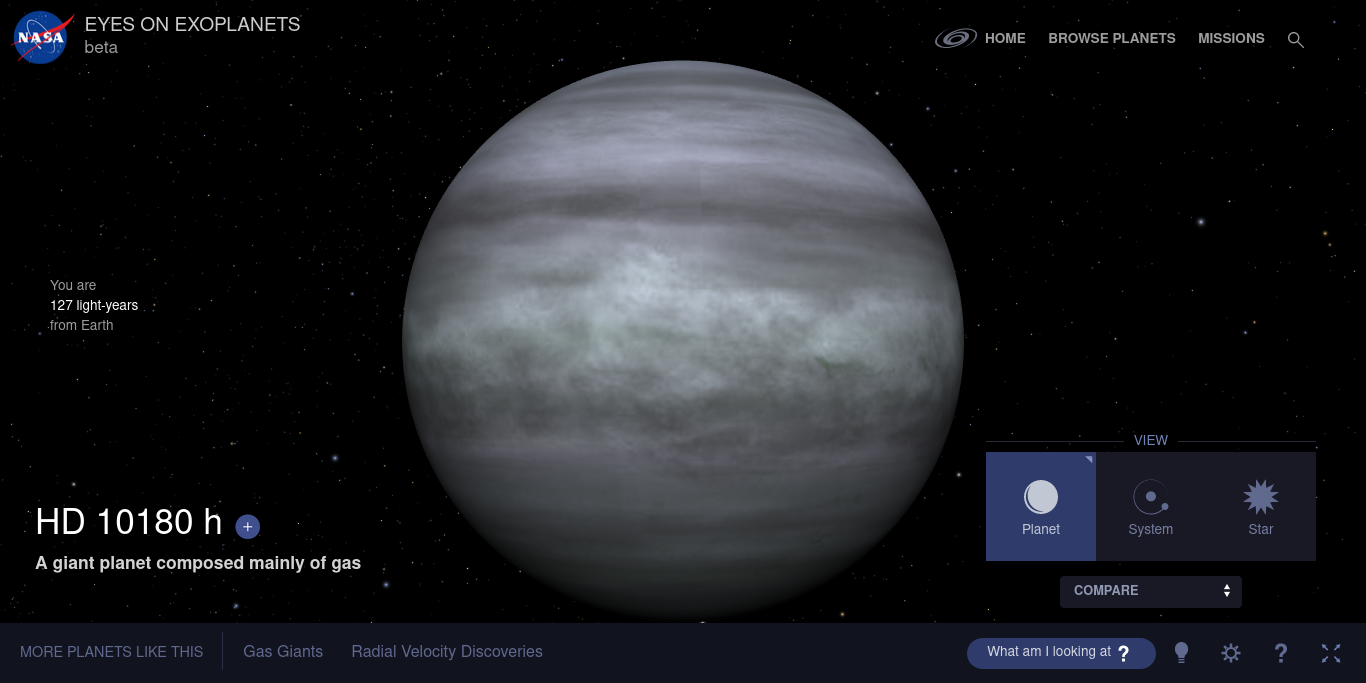 NASA
EYES ON EXOPLANETS
beta
HOME
BROWSE PLANETS
MISSIONS
You are
127 light-years
from Earth
HD 10180 h +
A giant planet composed mainly of gas
VIEW
Planet
System
Star
COMPARE
MORE PLANETS LIKE THIS
Gas Giants
Radial Velocity Discoveries
What am I looking at ?
?